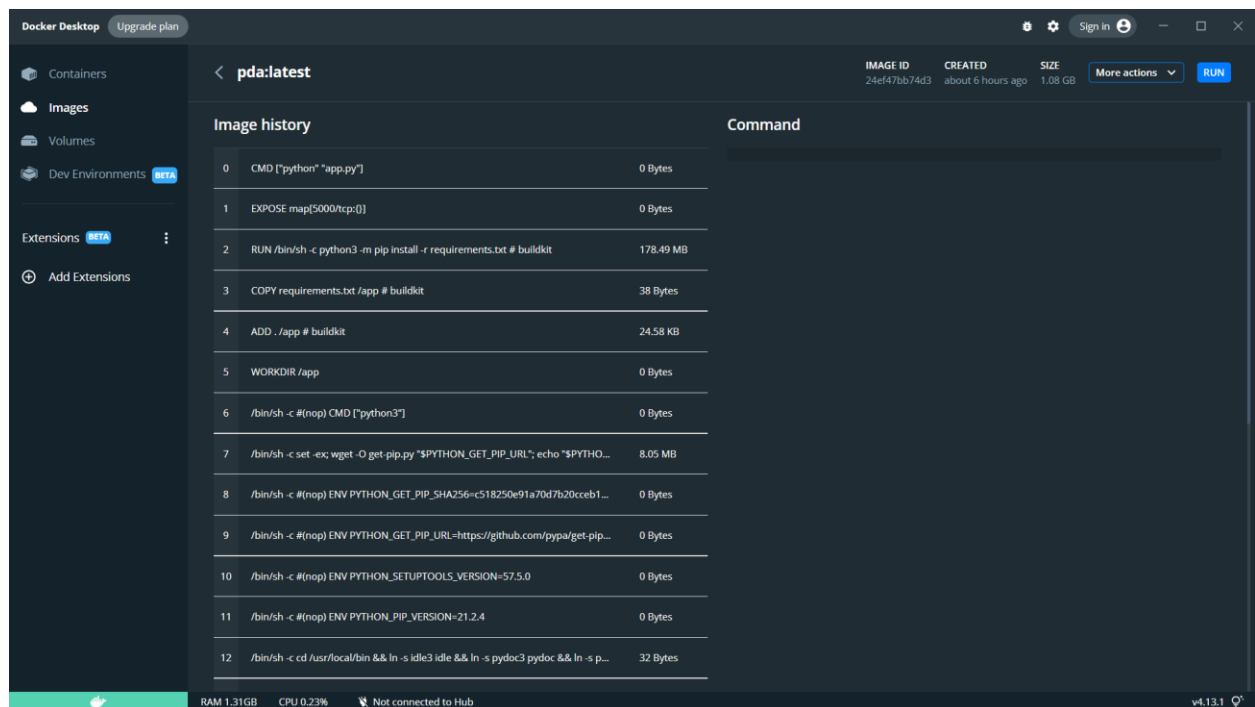 Docker Desktop Upgrade plan Sign in
Containers
Images
Volumes
Dev Environments BETA
Extensions BETA
Add Extensions
pda:latest
IMAGE ID CREATED SIZE
24ef47bb74d3 about 6 hours ago 1.08 GB
More actions RUN
Image history
0 CMD ["python" "app.py"] 0 Bytes
1 EXPOSE map[5000/tcp:{}] 0 Bytes
2 RUN /bin/sh -c python3 -m pip install -r requirements.txt # buildkit 178.49 MB
3 COPY requirements.txt /app # buildkit 38 Bytes
4 ADD . /app # buildkit 24.58 KB
5 WORKDIR /app 0 Bytes
6 /bin/sh -c #(nop) CMD ["python3"] 0 Bytes
7 /bin/sh -c set -ex; wget -O get-pip.py "$PYTHON_GET_PIP_URL"; echo "$PYTHO... 8.05 MB
8 /bin/sh -c #(nop) ENV PYTHON_GET_PIP_SHA256=c518250e91a70d7b20cceb1... 0 Bytes
9 /bin/sh -c #(nop) ENV PYTHON_GET_PIP_URL=https://github.com/pypa/get-pip... 0 Bytes
10 /bin/sh -c #(nop) ENV PYTHON_SETUPTOOLS_VERSION=57.5.0 0 Bytes
11 /bin/sh -c #(nop) ENV PYTHON_PIP_VERSION=21.2.4 0 Bytes
12 /bin/sh -c cd /usr/local/bin && ln -s idle3 idle && ln -s pydoc3 pydoc && ln -s p... 32 Bytes
Command
RAM 1.31GB CPU 0.23% Not connected to Hub v4.13.1